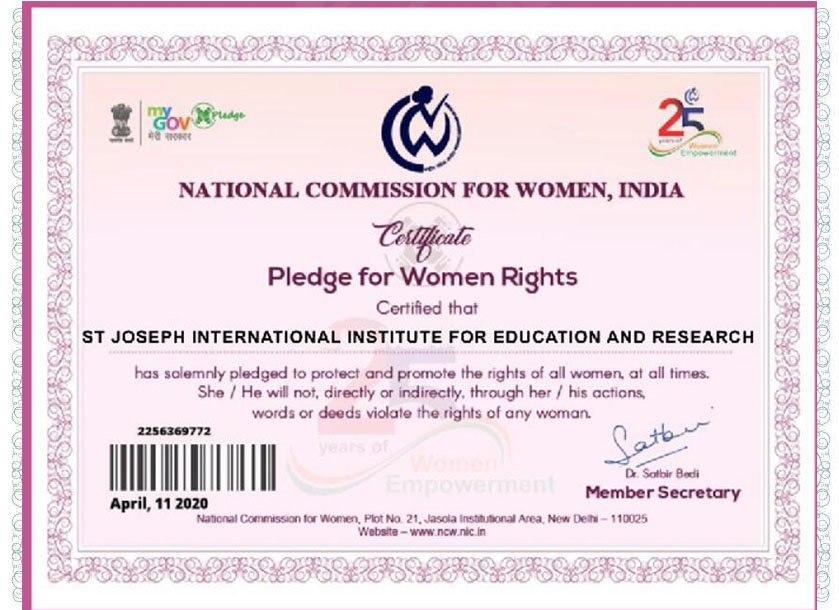 my
GOV Pledge
मेरी सरकार
25
years of
Women
Empowerment
NATIONAL COMMISSION FOR WOMEN, INDIA
Certificate
Pledge for Women Rights
Certified that
ST JOSEPH INTERNATIONAL INSTITUTE FOR EDUCATION AND RESEARCH
has solemnly pledged to protect and promote the rights of all women, at all times.
She / He will not, directly or indirectly, through her / his actions,
words or deeds violate the rights of any woman.
25
years of
Women
Empowerment
2256369772
April, 11 2020
Satbir
Dr. Satbir Bedi
Member Secretary
National Commission for Women, Plot No. 21, Jasola Institutional Area, New Delhi – 110025
Website – www.ncw.nic.in